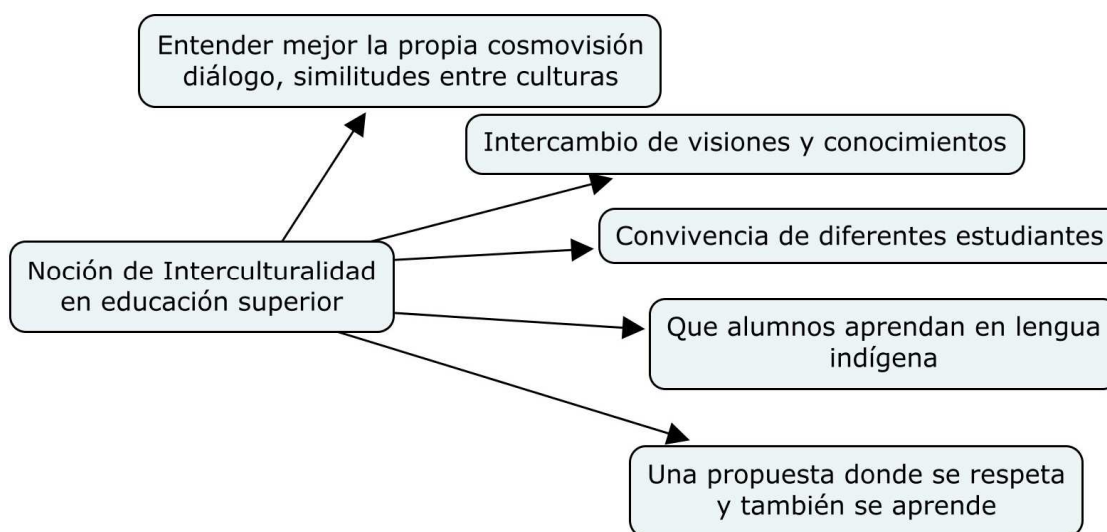 Entender mejor la propia cosmovisión
diálogo, similitudes entre culturas
Intercambio de visiones y conocimientos
Convivencia de diferentes estudiantes
Noción de Interculturalidad
en educación superior
Que alumnos aprendan en lengua
indígena
Una propuesta donde se respeta
y también se aprende